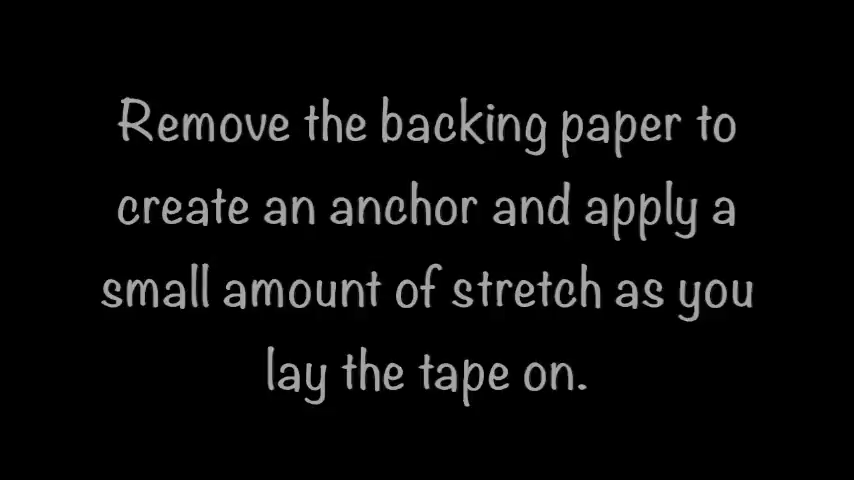 Remove the backing paper to
create an anchor and apply a
small amount of stretch as you
lay the tape on.